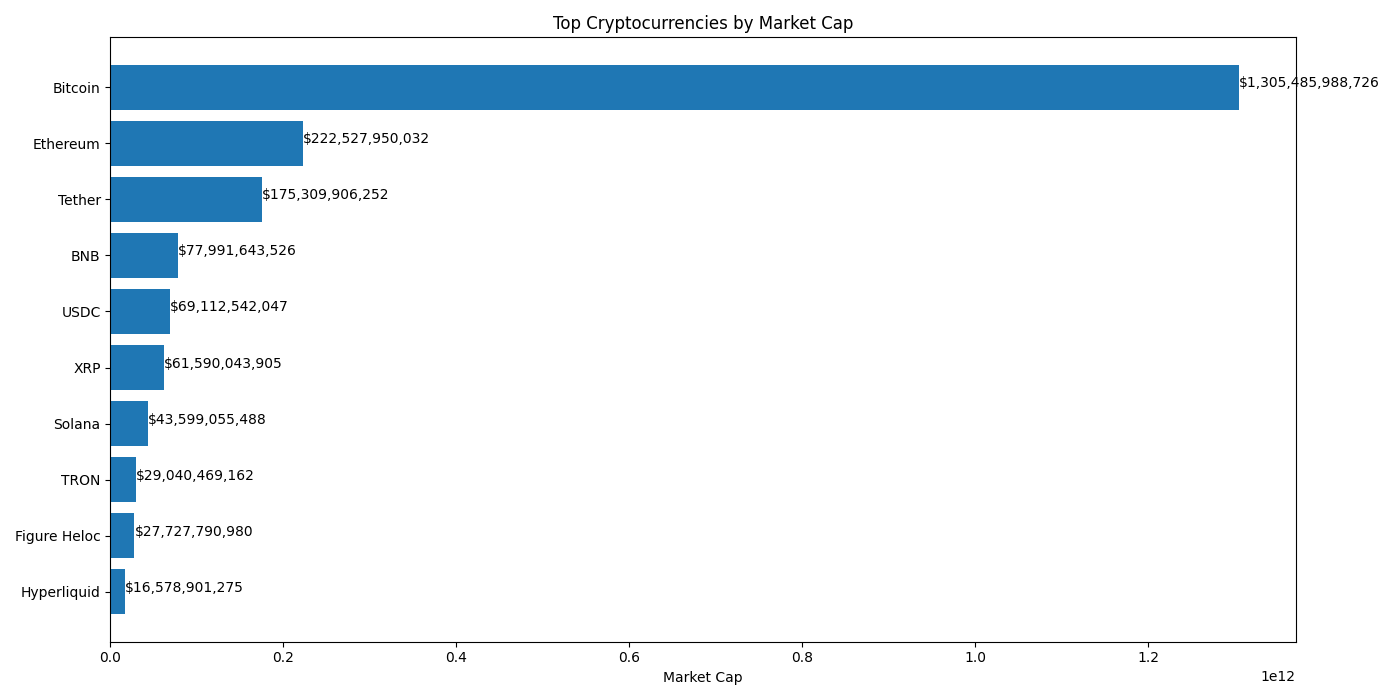 Top Cryptocurrencies by Market Cap
Bitcoin $1,305,485,988,726
Ethereum $222,527,950,032
Tether $175,309,906,252
BNB $77,991,643,526
USDC $69,112,542,047
XRP $61,590,043,905
Solana $43,599,055,488
TRON $29,040,469,162
Figure Heloc $27,727,790,980
Hyperliquid $16,578,901,275
0.0 0.2 0.4 0.6 0.8 1.0 1.2
1e12
Market Cap